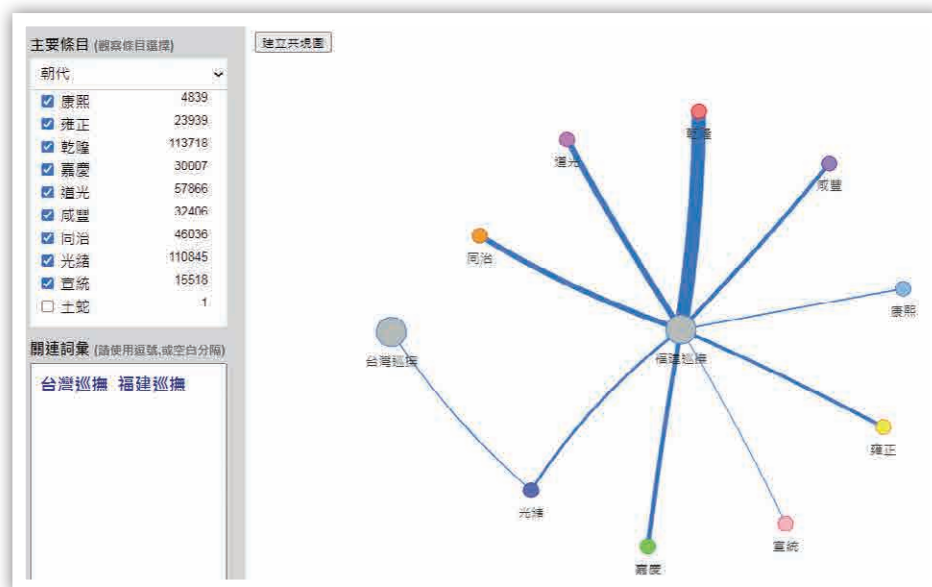 主要條目 (觀察條目選擇)
朝代
康熙 4839
雍正 23939
乾隆 113718
嘉慶 30007
道光 57866
咸豐 32406
同治 46036
光緒 110845
宣統 15518
土蛇 1
關連詞彙 (請使用逗號,或空白分隔)
台灣巡撫 福建巡撫
建立共現圖
乾隆
道光
咸豐
同治
康熙
福建巡撫
台灣巡撫
雍正
光緒
宣統
嘉慶